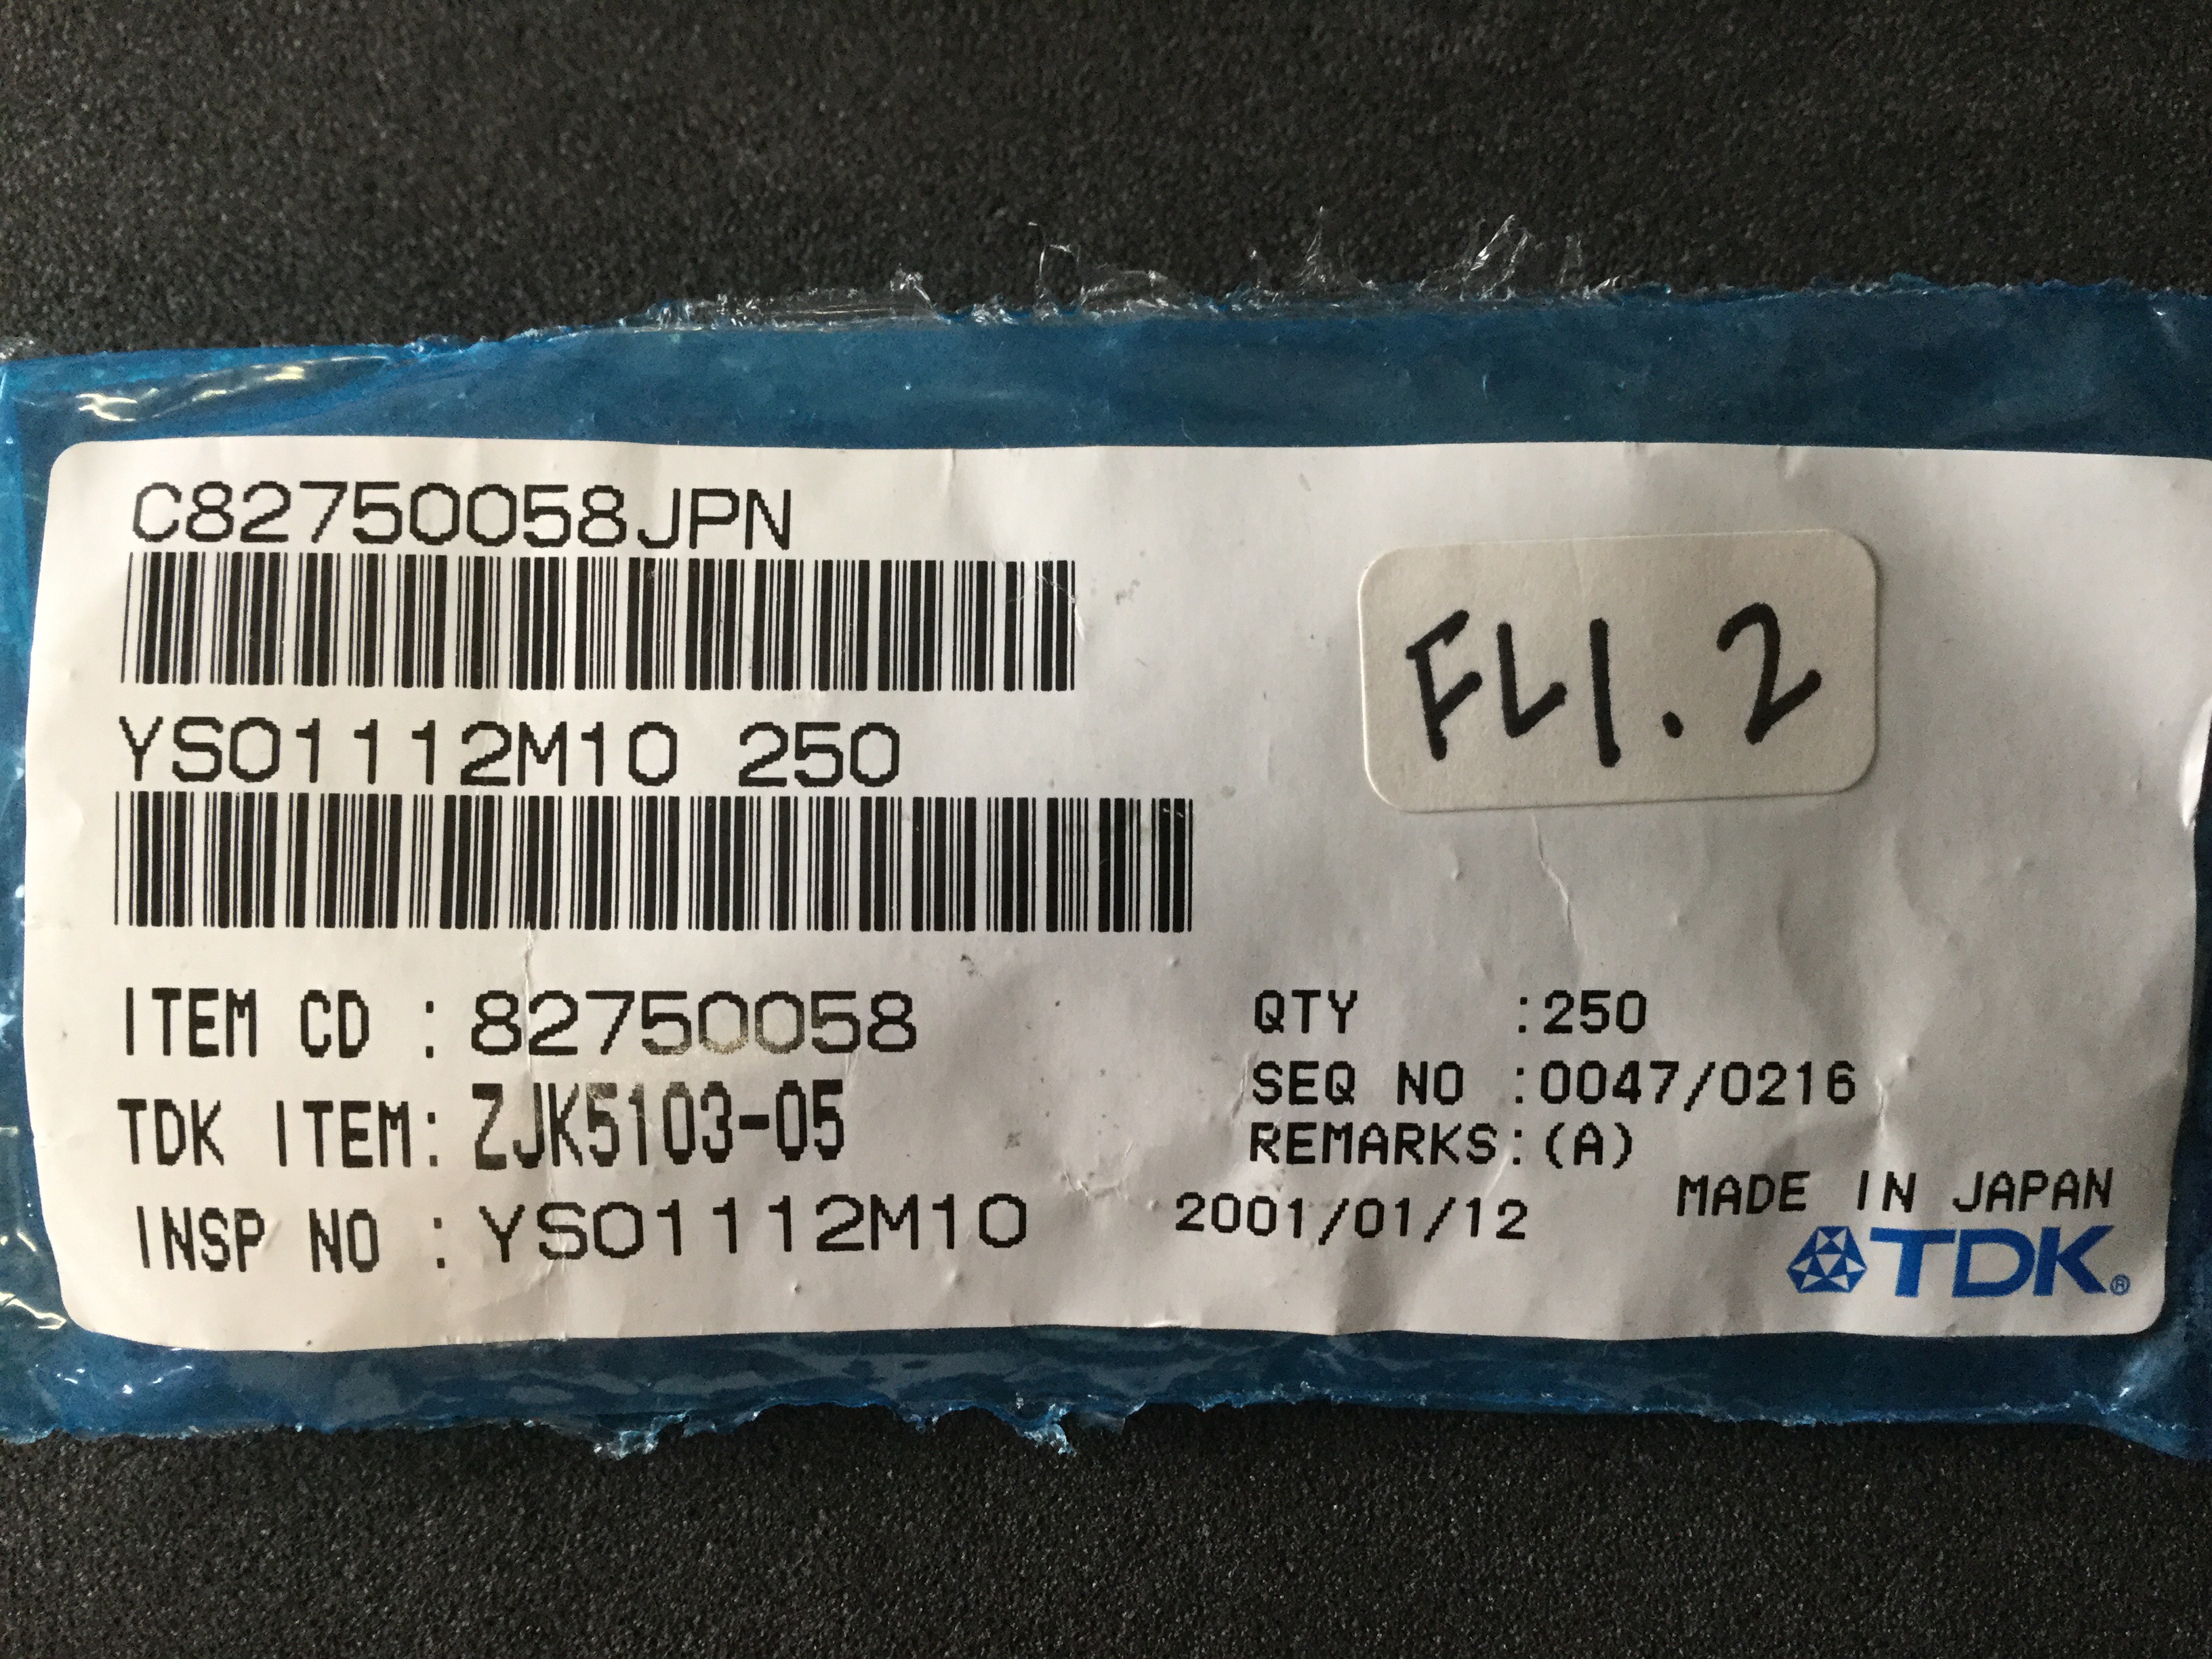 C82750058JPN
FL1.2
YS01112M10 250
ITEM CD : 82750058
TDK ITEM: ZJK5103-05
INSP NO : YS01112M10
QTY :250
SEQ NO :0047/0216
REMARKS:(A)
2001/01/12
MADE IN JAPAN
TDK®